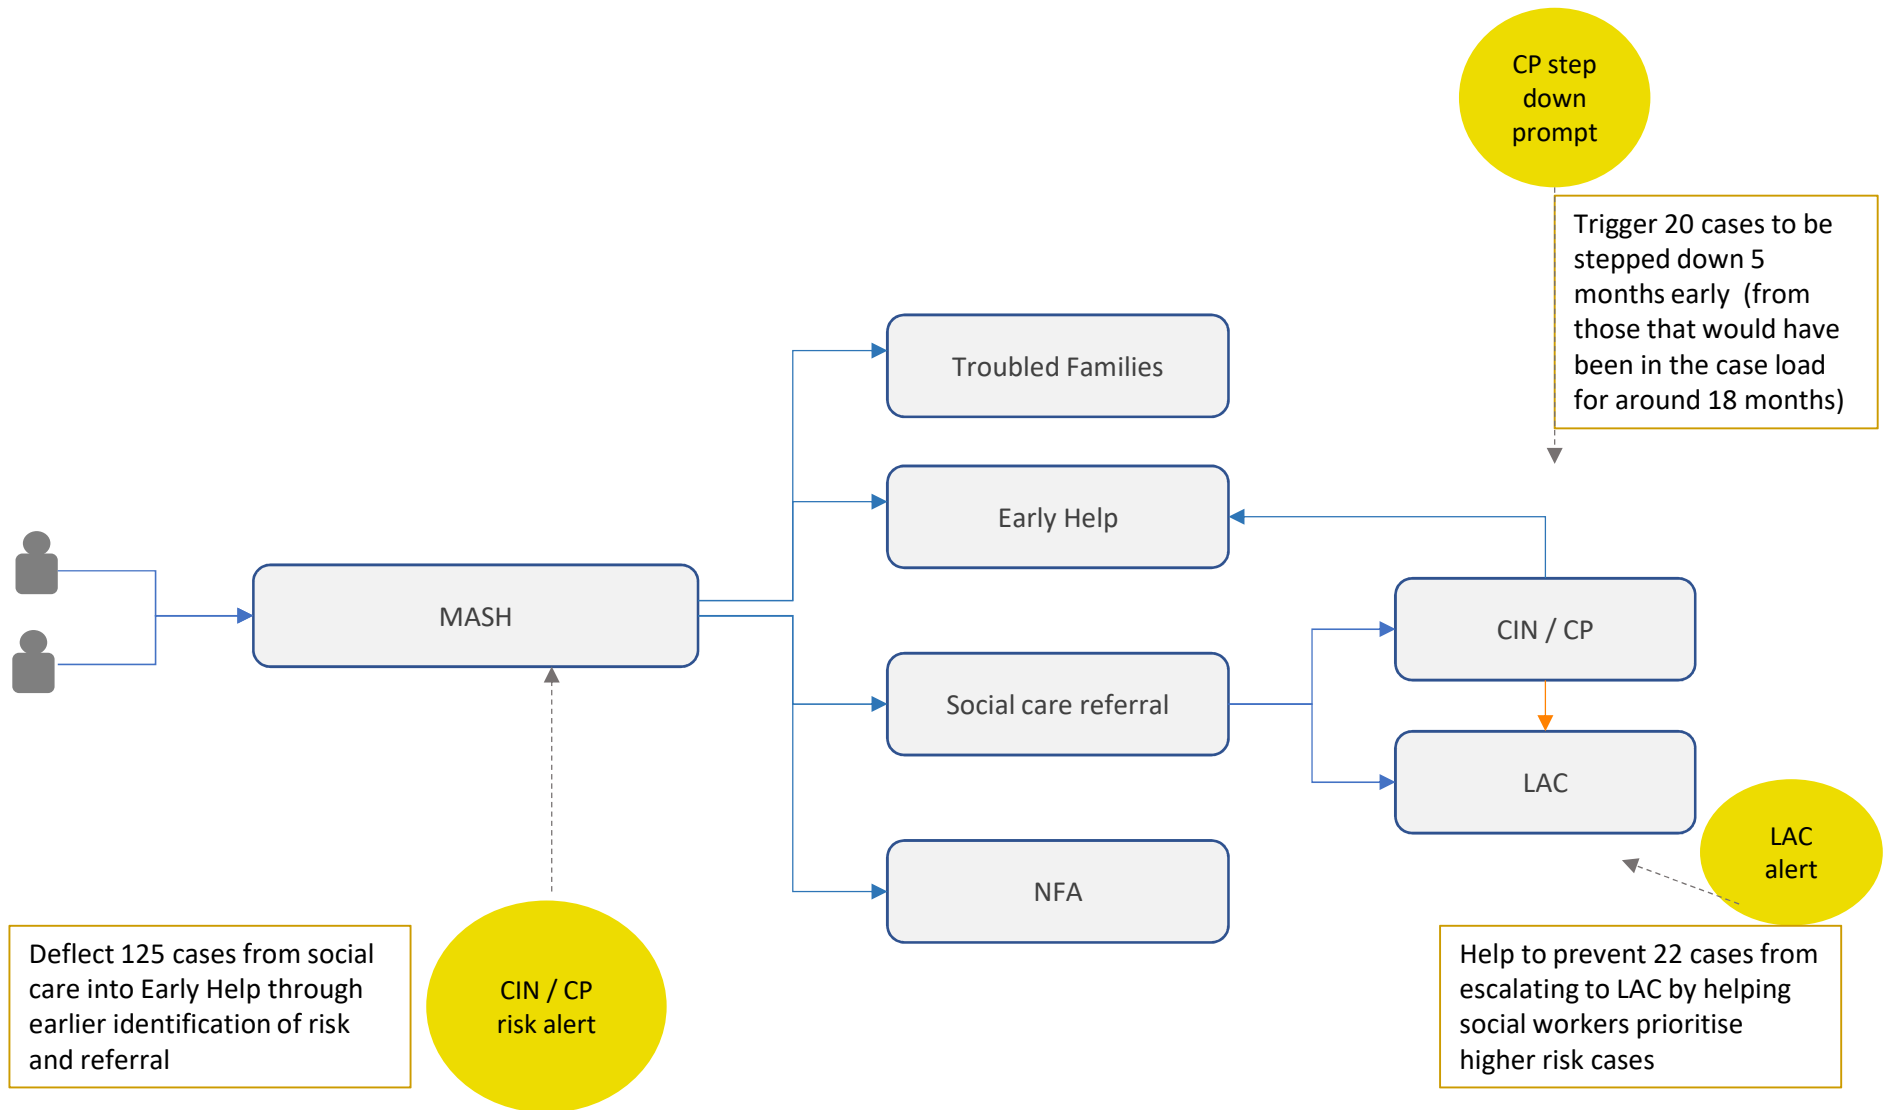 CP step
down
prompt
Trigger 20 cases to be
stepped down 5
months early  (from
those that would have
been in the case load
for around 18 months)
Troubled Families
Early Help
MASH
CIN / CP
Social care referral
LAC
NFA
LAC
alert
Deflect 125 cases from social
care into Early Help through
earlier identification of risk
and referral
CIN / CP
risk alert
Help to prevent 22 cases from
escalating to LAC by helping
social workers prioritise
higher risk cases